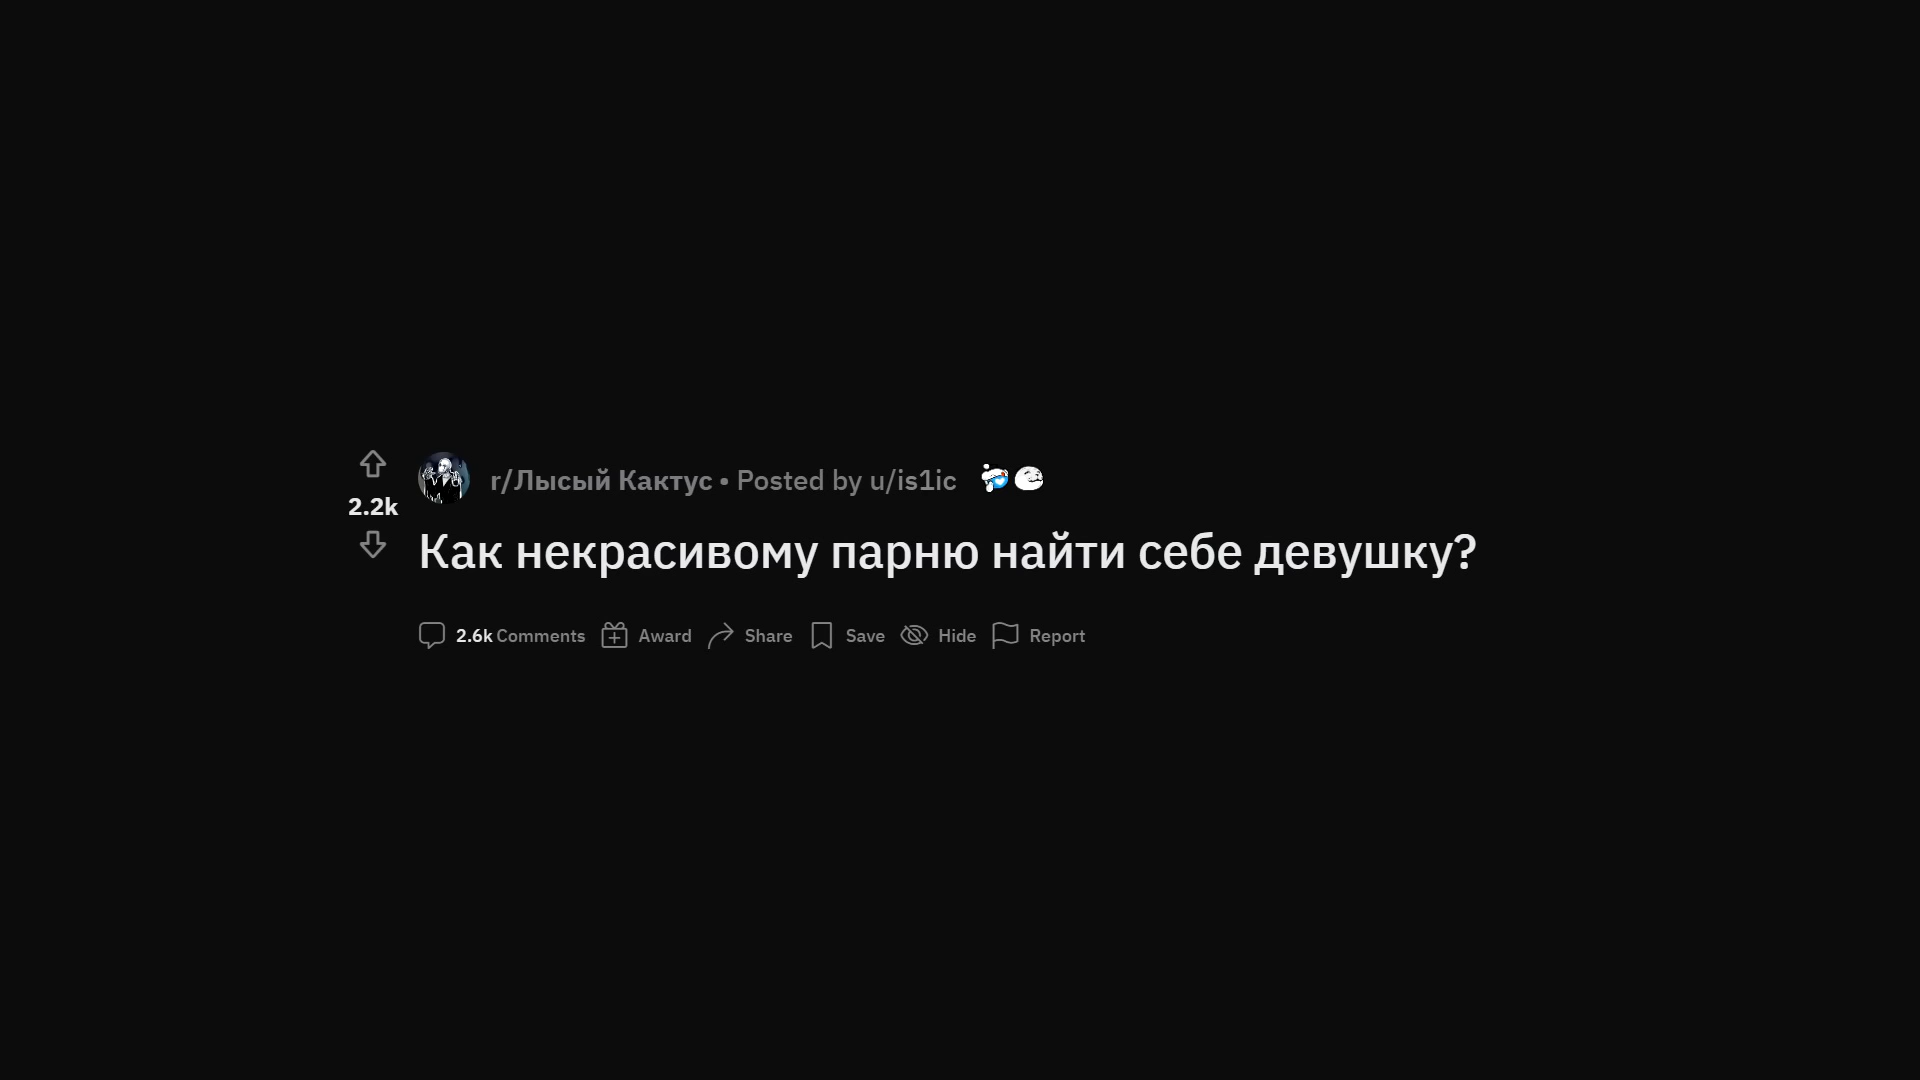 r/Лысый Кактус • Posted by u/is1ic
2.2k
Как некрасивому парню найти себе девушку?
2.6k Comments Award Share Save Hide Report